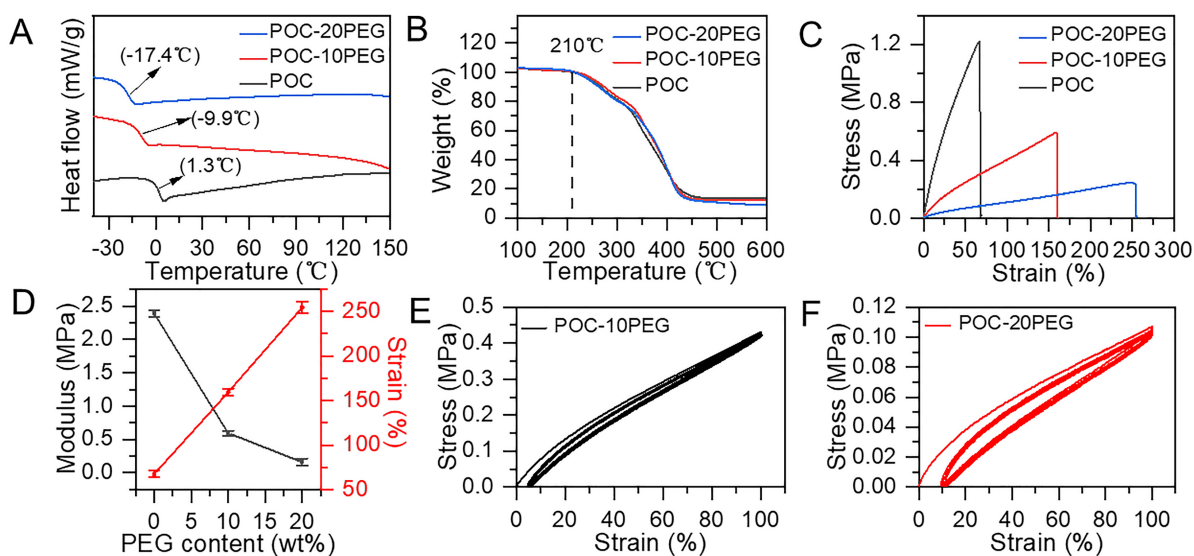 A
Heat flow (mW/g)
POC-20PEG
POC-10PEG
POC
(-17.4℃)
(-9.9℃)
(1.3℃)
-30 0 30 60 90 120 150
Temperature (℃)
B
Weight (%)
120
100
80
60
40
20
0
210℃
POC-20PEG
POC-10PEG
POC
100 200 300 400 500 600
Temperature (℃)
C
Stress (MPa)
1.2
0.8
0.4
0.0
POC-20PEG
POC-10PEG
POC
0 50 100 150 200 250 300
Strain (%)
D
Modulus (MPa)
2.5
2.0
1.5
1.0
0.5
0.0
250
200
150
100
50
Strain (%)
0 5 10 15 20
PEG content (wt%)
E
Stress (MPa)
0.5
0.4
0.3
0.2
0.1
0.0
POC-10PEG
0 20 40 60 80 100
Strain (%)
F
Stress (MPa)
0.12
0.10
0.08
0.06
0.04
0.02
0.00
POC-20PEG
0 20 40 60 80 100
Strain (%)